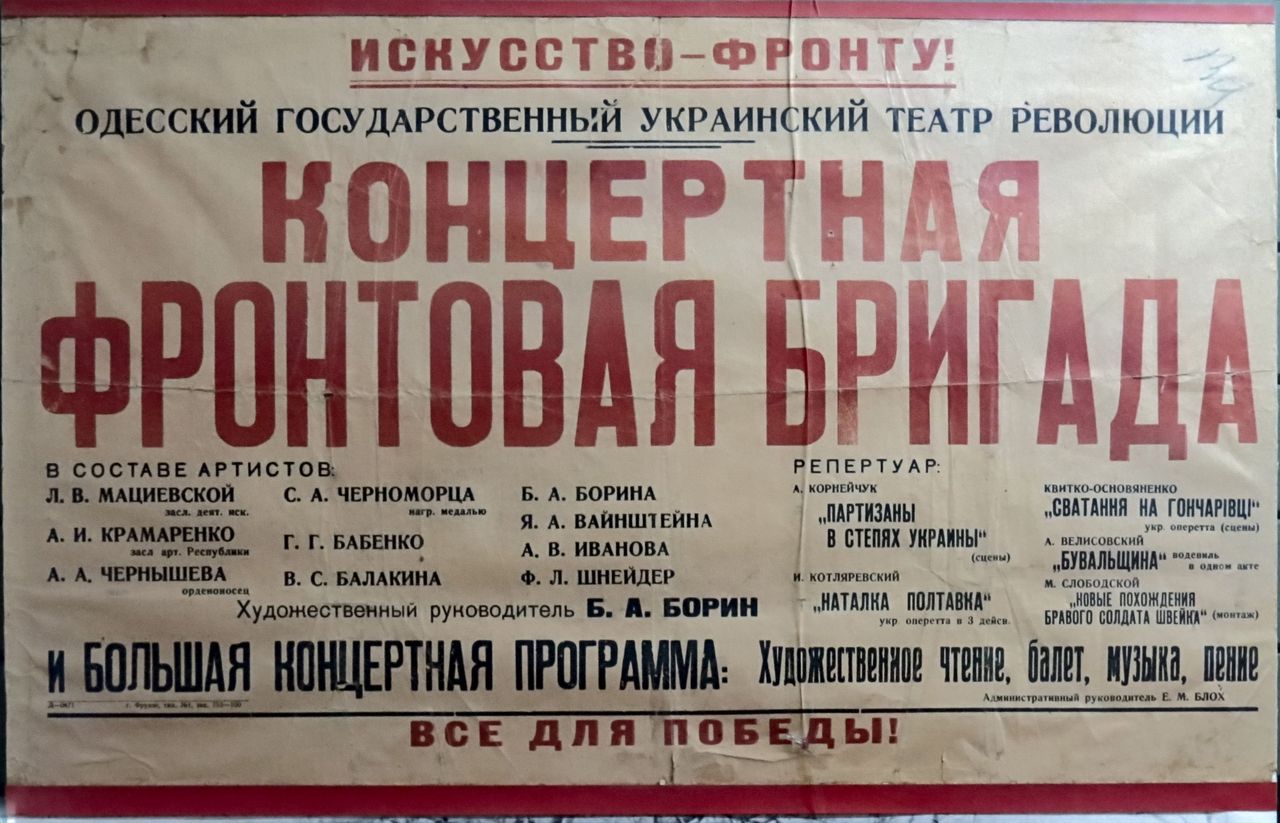 ИСКУССТВО—ФРОНТУ!
ОДЕССКИЙ ГОСУДАРСТВЕННЫЙ УКРАИНСКИЙ ТЕАТР РЕВОЛЮЦИИ
КОНЦЕРТНАЯ
ФРОНТОВАЯ БРИГАДА
В СОСТАВЕ АРТИСТОВ:
Л. В. МАЦИЕВСКОЙ
засл. деят. иск.
А. И. КРАМАРЕНКО
засл арт. Республики
А. А. ЧЕРНЫШЕВА
орденоносец
С. А. ЧЕРНОМОРЦА
нагр. медалью
Г. Г. БАБЕНКО
В. С. БАЛАКИНА
Б. А. БОРИНА
Я. А. ВАЙНШТЕЙНА
А. В. ИВАНОВА
Ф. Л. ШНЕЙДЕР
Художественный руководитель Б. А. БОРИН
РЕПЕРТУАР:
А. КОРНЕЙЧУК
„ПАРТИЗАНЫ
В СТЕПЯХ УКРАИНЫ“
(сцены)
И. КОТЛЯРЕВСКИЙ
„НАТАЛКА ПОЛТАВКА“
укр оперетта в 3 действ.
КВИТКО-ОСНОВЯНЕНКО
„СВАТАННЯ НА ГОНЧАРІВЦІ“
укр. оперетта (сцены)
А. ВЕЛИСОВСКИЙ
„БУВАЛЬЩИНА“ водевиль
в одном акте
М. СЛОБОДСКОЙ
„НОВЫЕ ПОХОЖДЕНИЯ
БРАВОГО СОЛДАТА ШВЕЙКА“ (монтаж)
и БОЛЬШАЯ КОНЦЕРТНАЯ ПРОГРАММА: Художественное чтение, балет, музыка, пение
Административный руководитель Е. М. БЛОХ
г. Фрунзе, тип. №1, зак.
ВСЕ ДЛЯ ПОБЕДЫ!